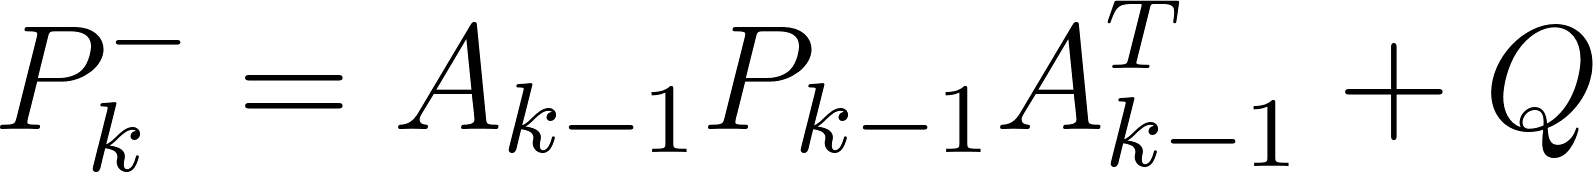 $P_k^- = A_{k-1} P_{k-1} A_{k-1}^T + Q$